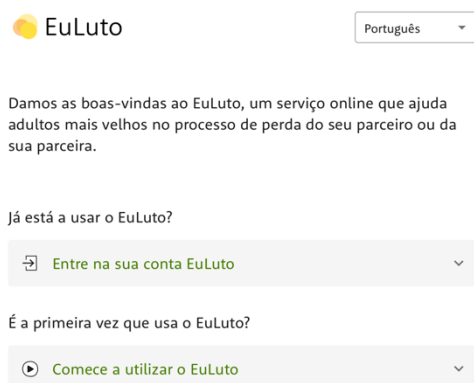 EuLuto
Português
Damos as boas-vindas ao EuLuto, um serviço online que ajuda
adultos mais velhos no processo de perda do seu parceiro ou da
sua parceira.
Já está a usar o EuLuto?
Entre na sua conta EuLuto
É a primeira vez que usa o EuLuto?
Comece a utilizar o EuLuto